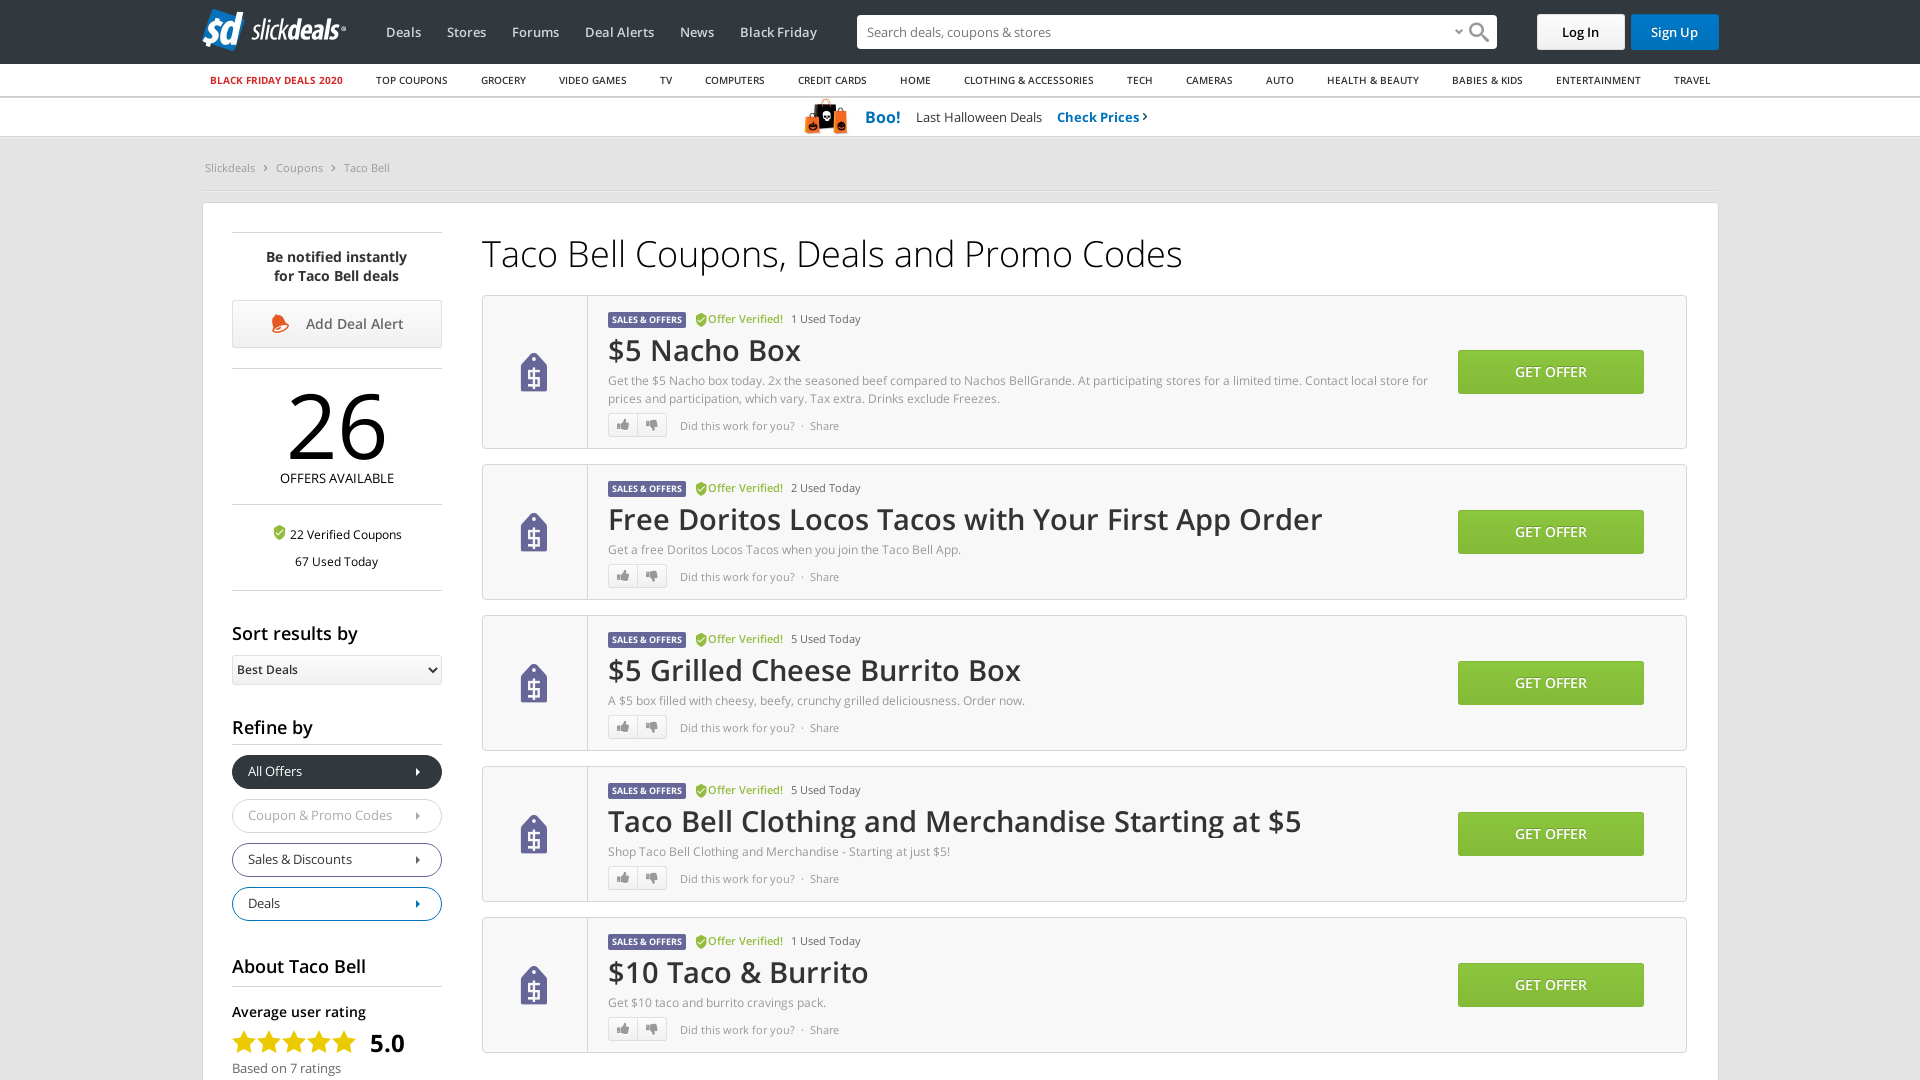 slickdeals
Deals
Stores
Forums
Deal Alerts
News
Black Friday
Search deals, coupons & stores
Log In
Sign Up
BLACK FRIDAY DEALS 2020
TOP COUPONS
GROCERY
VIDEO GAMES
TV
COMPUTERS
CREDIT CARDS
HOME
CLOTHING & ACCESSORIES
TECH
CAMERAS
AUTO
HEALTH & BEAUTY
BABIES & KIDS
ENTERTAINMENT
TRAVEL
Boo! Last Halloween Deals Check Prices ›
Slickdeals › Coupons › Taco Bell
Be notified instantly
for Taco Bell deals
Add Deal Alert
26
OFFERS AVAILABLE
22 Verified Coupons
67 Used Today
Sort results by
Best Deals
Refine by
All Offers
Coupon & Promo Codes
Sales & Discounts
Deals
About Taco Bell
Average user rating
5.0
Based on 7 ratings
Taco Bell Coupons, Deals and Promo Codes
SALES & OFFERS Offer Verified! 1 Used Today
$5 Nacho Box
Get the $5 Nacho box today. 2x the seasoned beef compared to Nachos BellGrande. At participating stores for a limited time. Contact local store for
prices and participation, which vary. Tax extra. Drinks exclude Freezes.
Did this work for you? · Share
GET OFFER
SALES & OFFERS Offer Verified! 2 Used Today
Free Doritos Locos Tacos with Your First App Order
Get a free Doritos Locos Tacos when you join the Taco Bell App.
Did this work for you? · Share
GET OFFER
SALES & OFFERS Offer Verified! 5 Used Today
$5 Grilled Cheese Burrito Box
A $5 box filled with cheesy, beefy, crunchy grilled deliciousness. Order now.
Did this work for you? · Share
GET OFFER
SALES & OFFERS Offer Verified! 5 Used Today
Taco Bell Clothing and Merchandise Starting at $5
Shop Taco Bell Clothing and Merchandise - Starting at just $5!
Did this work for you? · Share
GET OFFER
SALES & OFFERS Offer Verified! 1 Used Today
$10 Taco & Burrito
Get $10 taco and burrito cravings pack.
Did this work for you? · Share
GET OFFER